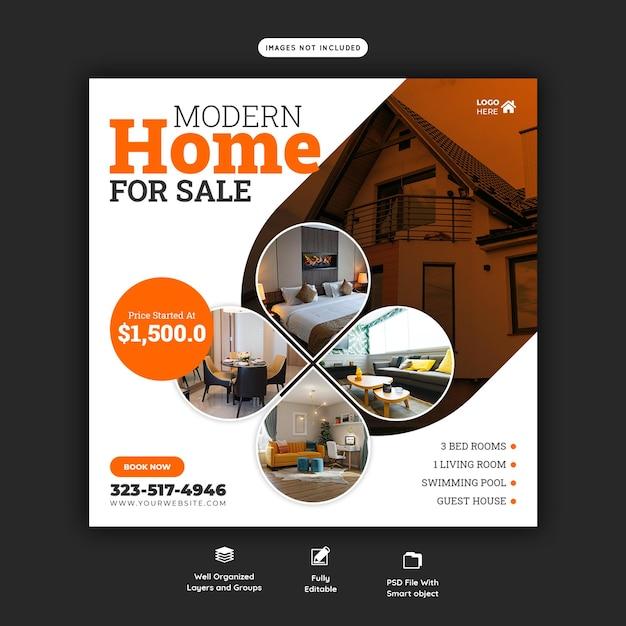 IMAGES NOT INCLUDED
LOGO
HERE
MODERN
Home
FOR SALE
Price Started At
$1,500.0
3 BED ROOMS
1 LIVING ROOM
SWIMMING POOL
GUEST HOUSE
BOOK NOW
323-517-4946
WWW.YOURWEBSITE.COM
Well Organized
Layers and Groups
Fully
Editable
PSD File With
Smart object